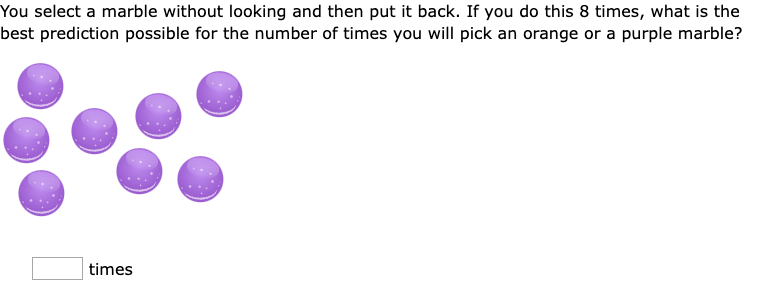 You select a marble without looking and then put it back. If you do this 8 times, what is the
best prediction possible for the number of times you will pick an orange or a purple marble?
times